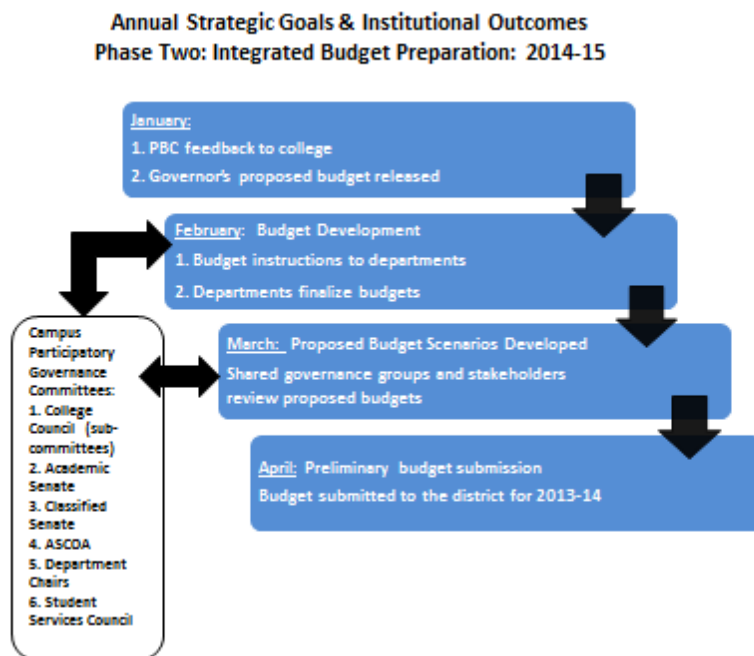 Annual Strategic Goals & Institutional Outcomes
Phase Two: Integrated Budget Preparation: 2014-15
January:
1. PBC feedback to college
2. Governor's proposed budget released
February: Budget Development
1. Budget instructions to departments
2. Departments finalize budgets
March: Proposed Budget Scenarios Developed
Shared governance groups and stakeholders
review proposed budgets
April: Preliminary budget submission
Budget submitted to the district for 2013-14
Campus
Participatory
Governance
Committees:
1. College
Council (sub-
committees)
2. Academic
Senate
3. Classified
Senate
4. ASCOA
5. Department
Chairs
6. Student
Services Council